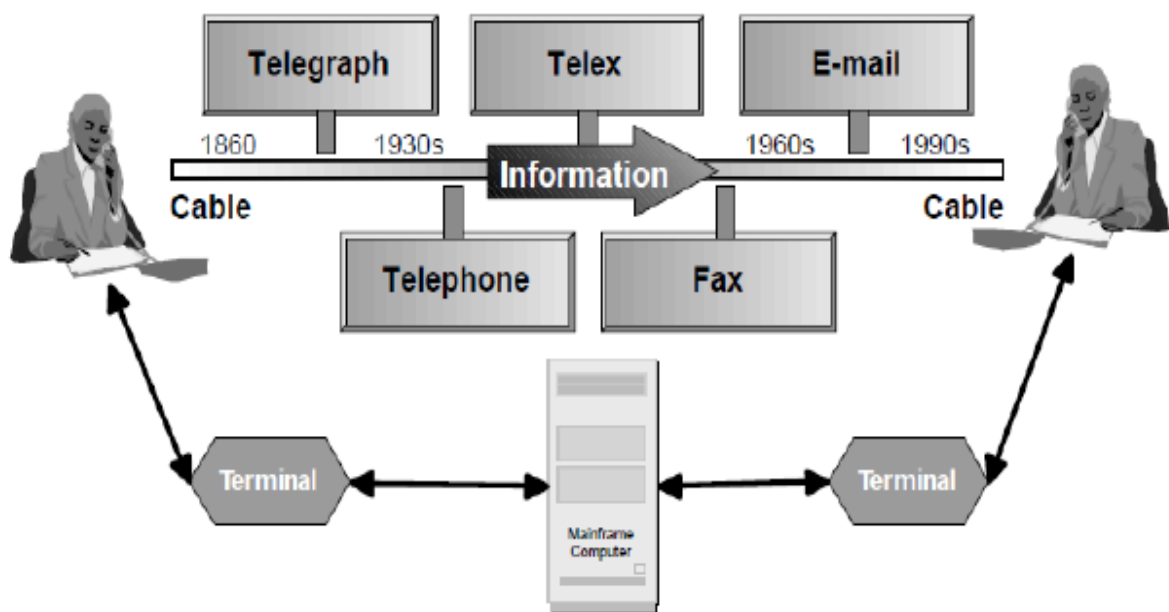 Telegraph
Telex
E-mail
1860
1930s
1960s
1990s
Information
Cable
Cable
Telephone
Fax
Terminal
Terminal
Mainframe
Computer